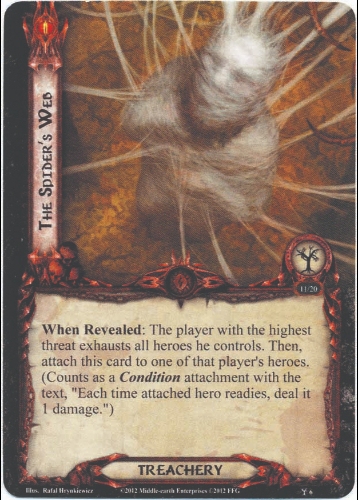 THE SPIDER'S WEB
11/20
When Revealed: The player with the highest
threat exhausts all heroes he controls. Then,
attach this card to one of that player's heroes.
(Counts as a Condition attachment with the
text, "Each time attached hero readies, deal it
1 damage.")
TREACHERY
Illus. Rafał Hrynkiewicz ©2012 Middle-earth Enterprises ©2012 FFG 6